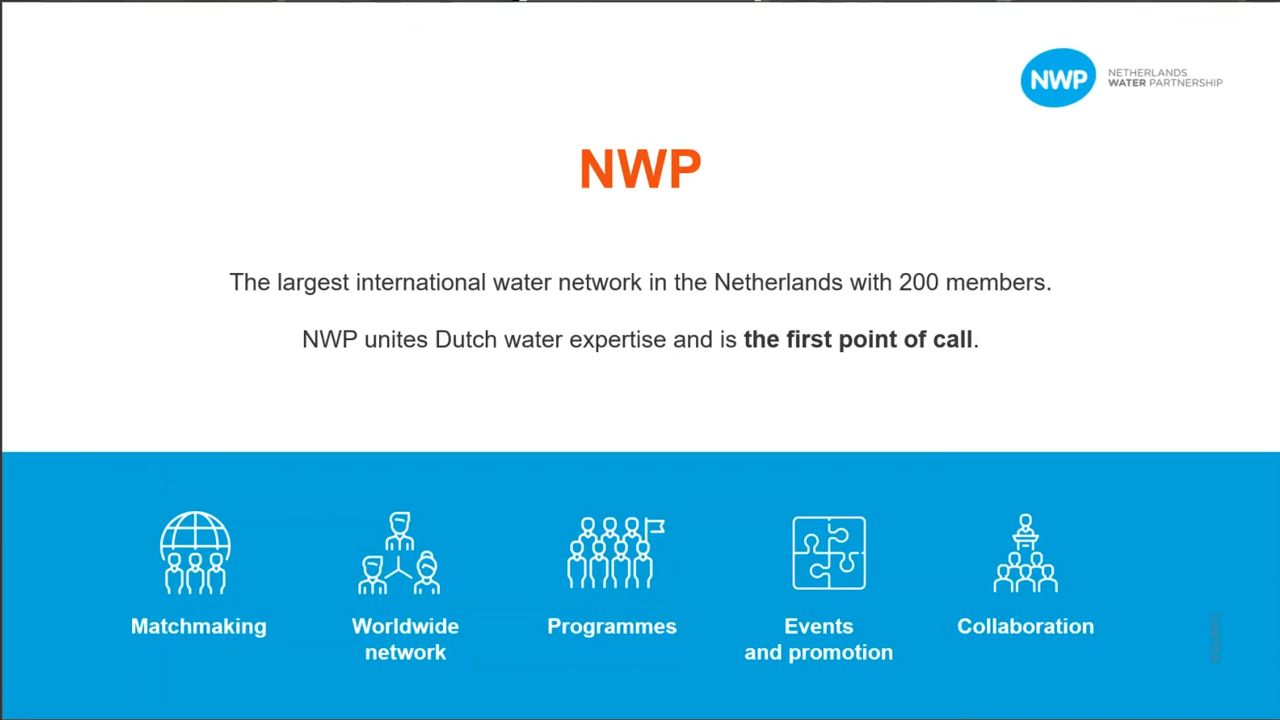 NWP
NETHERLANDS
WATER PARTNERSHIP
NWP
The largest international water network in the Netherlands with 200 members.
NWP unites Dutch water expertise and is the first point of call.
Matchmaking
Worldwide
network
Programmes
Events
and promotion
Collaboration